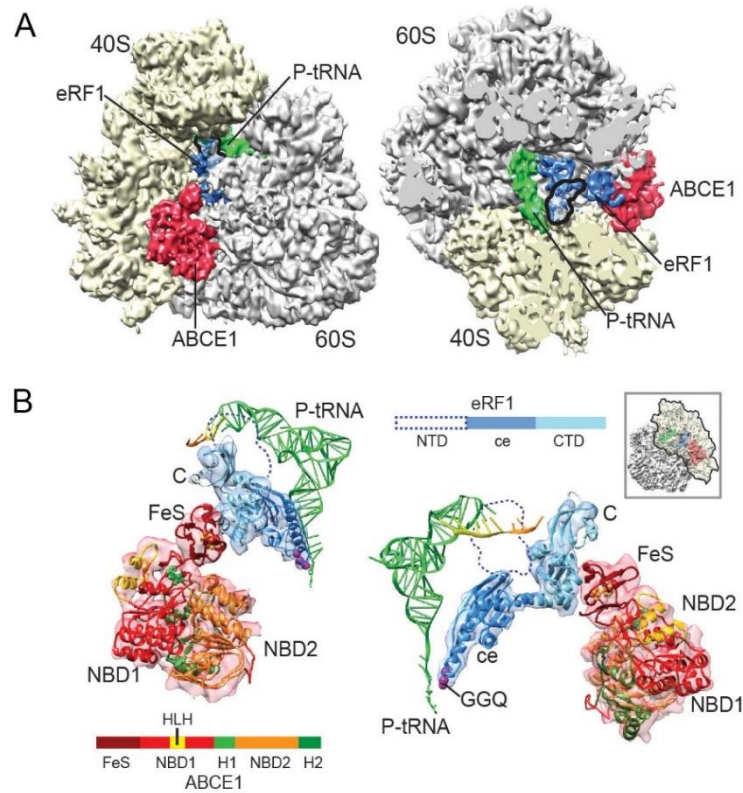 A
40S
P-tRNA
eRF1
ABCE1
60S
60S
ABCE1
eRF1
P-tRNA
40S
B
P-tRNA
C
FeS
NBD1
NBD2
HLH
FeS NBD1 H1 NBD2 H2
ABCE1
eRF1
NTD ce CTD
C
FeS
NBD2
ce
NBD1
GGQ
P-tRNA